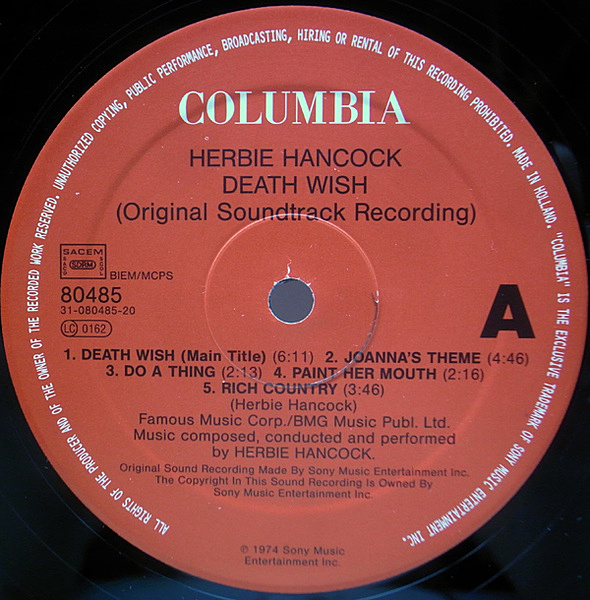 ALL RIGHTS OF THE PRODUCER AND OF THE OWNER OF THE RECORDED WORK RESERVED. UNAUTHORIZED COPYING, PUBLIC PERFORMANCE, BROADCASTING, HIRING OR RENTAL OF THIS RECORDING PROHIBITED. MADE IN HOLLAND. "COLUMBIA" IS THE EXCLUSIVE TRADEMARK OF SONY MUSIC ENTERTAINMENT INC.
COLUMBIA
HERBIE HANCOCK
DEATH WISH
(Original Soundtrack Recording)
SACEM
SACD SDRM SGDL
BIEM/MCPS
80485
31-080485-20
LC 0162
A
1. DEATH WISH (Main Title) (6:11) 2. JOANNA'S THEME (4:46)
3. DO A THING (2:13) 4. PAINT HER MOUTH (2:16)
5. RICH COUNTRY (3:46)
(Herbie Hancock)
Famous Music Corp./BMG Music Publ. Ltd.
Music composed, conducted and performed
by HERBIE HANCOCK.
Original Sound Recording Made By Sony Music Entertainment Inc.
The Copyright In This Sound Recording Is Owned By
Sony Music Entertainment Inc.
© 1974 Sony Music
Entertainment Inc.